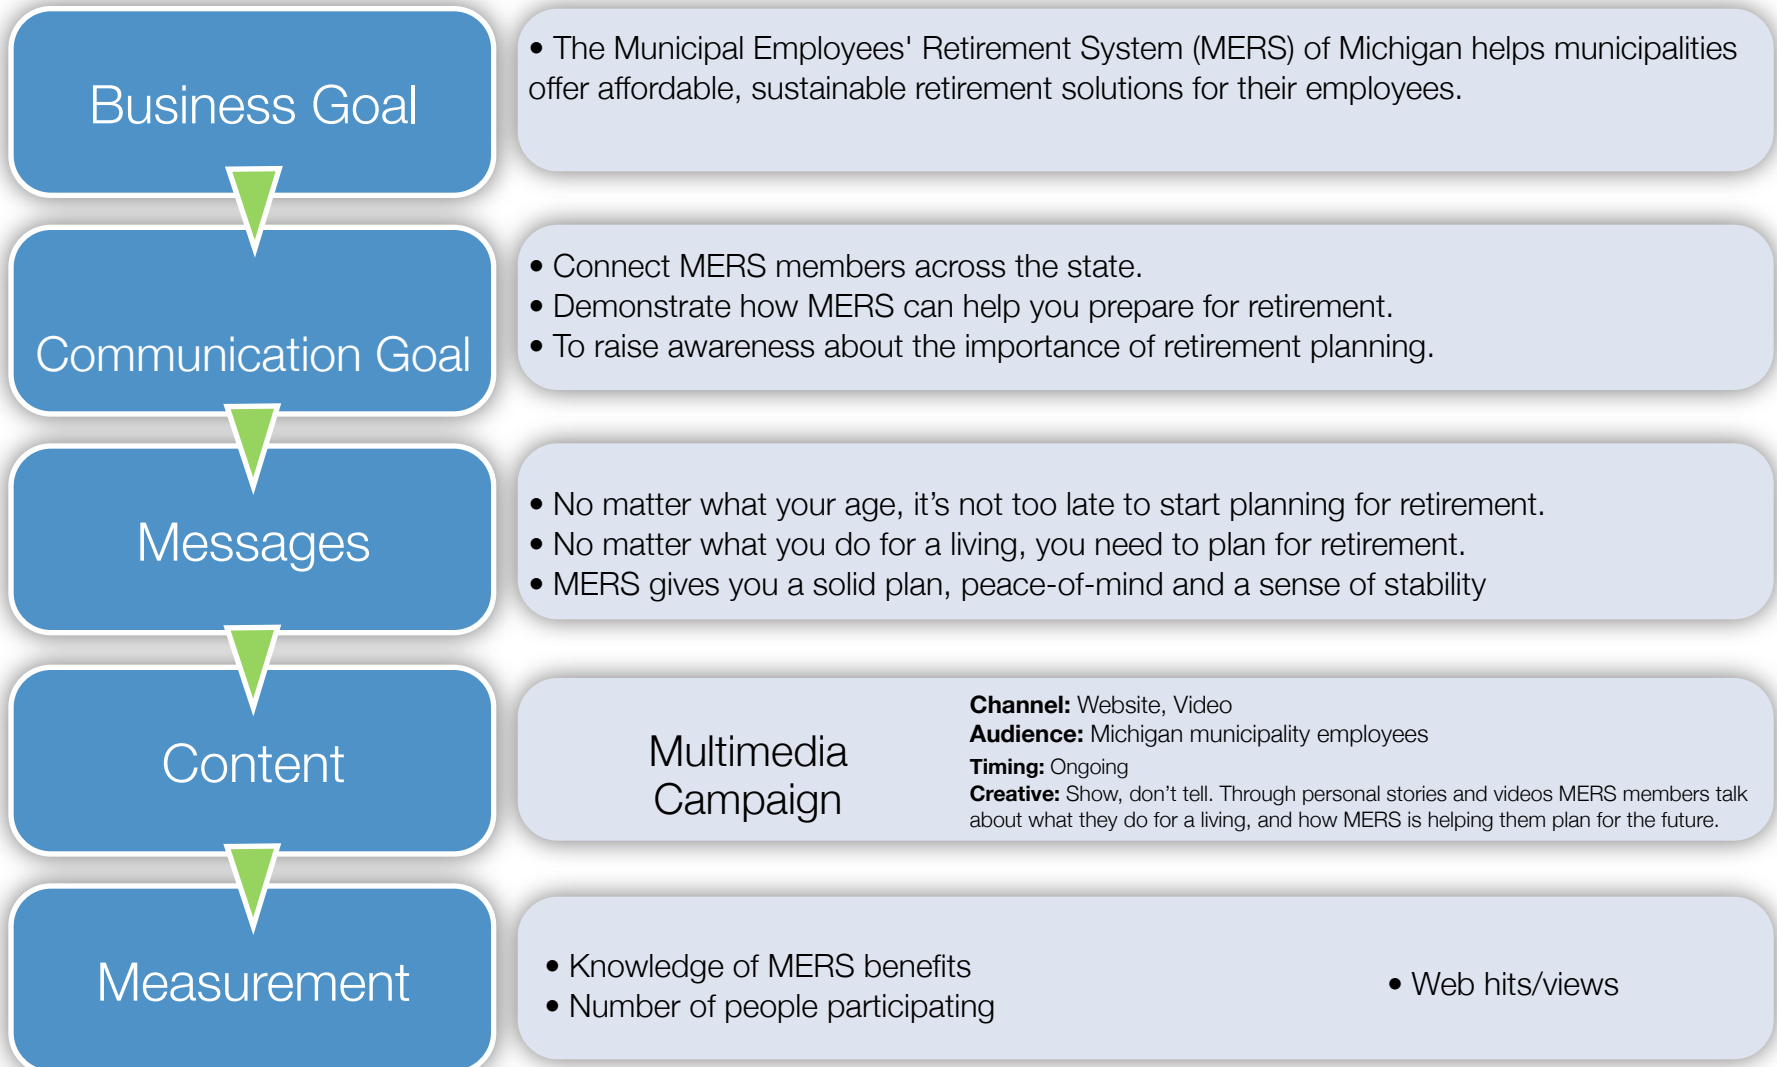 Business Goal
• The Municipal Employees' Retirement System (MERS) of Michigan helps municipalities
offer affordable, sustainable retirement solutions for their employees.
Communication Goal
• Connect MERS members across the state.
• Demonstrate how MERS can help you prepare for retirement.
• To raise awareness about the importance of retirement planning.
Messages
• No matter what your age, it’s not too late to start planning for retirement.
• No matter what you do for a living, you need to plan for retirement.
• MERS gives you a solid plan, peace-of-mind and a sense of stability
Content
Multimedia
Campaign
Channel: Website, Video
Audience: Michigan municipality employees
Timing: Ongoing
Creative: Show, don’t tell. Through personal stories and videos MERS members talk
about what they do for a living, and how MERS is helping them plan for the future.
Measurement
• Knowledge of MERS benefits
• Number of people participating
• Web hits/views